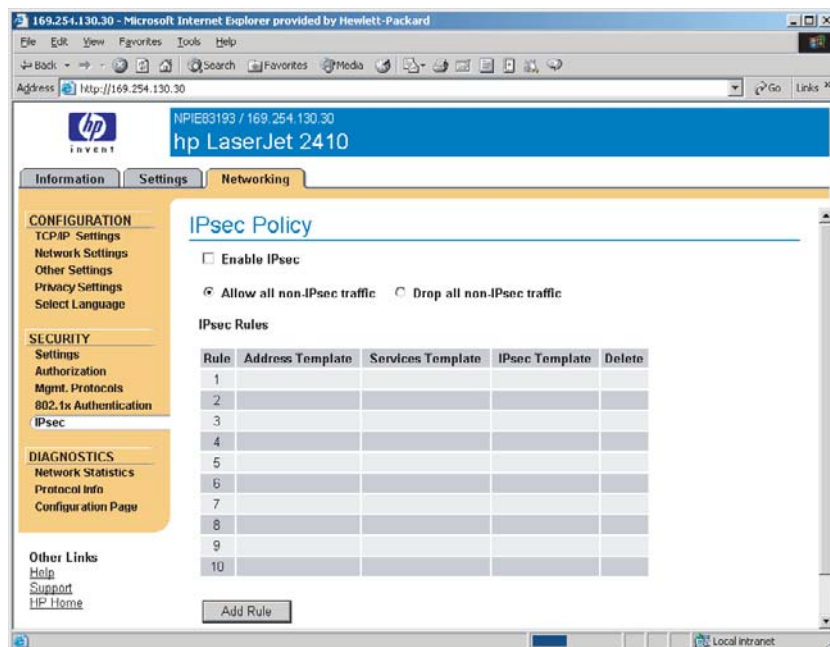 169.254.130.30 - Microsoft Internet Explorer provided by Hewlett-Packard
File Edit View Favorites Tools Help
Back Search Favorites Media
Address http://169.254.130.30 Go Links
hp
invent
NPIE83193 / 169.254.130.30
hp LaserJet 2410
Information Settings Networking
CONFIGURATION
TCP/IP Settings
Network Settings
Other Settings
Privacy Settings
Select Language
SECURITY
Settings
Authorization
Mgmt. Protocols
802.1x Authentication
IPsec
DIAGNOSTICS
Network Statistics
Protocol Info
Configuration Page
Other Links
Help
Support
HP Home
IPsec Policy
Enable IPsec
Allow all non-IPsec traffic Drop all non-IPsec traffic
IPsec Rules
Rule Address Template Services Template IPsec Template Delete
1
2
3
4
5
6
7
8
9
10
Add Rule
Local intranet